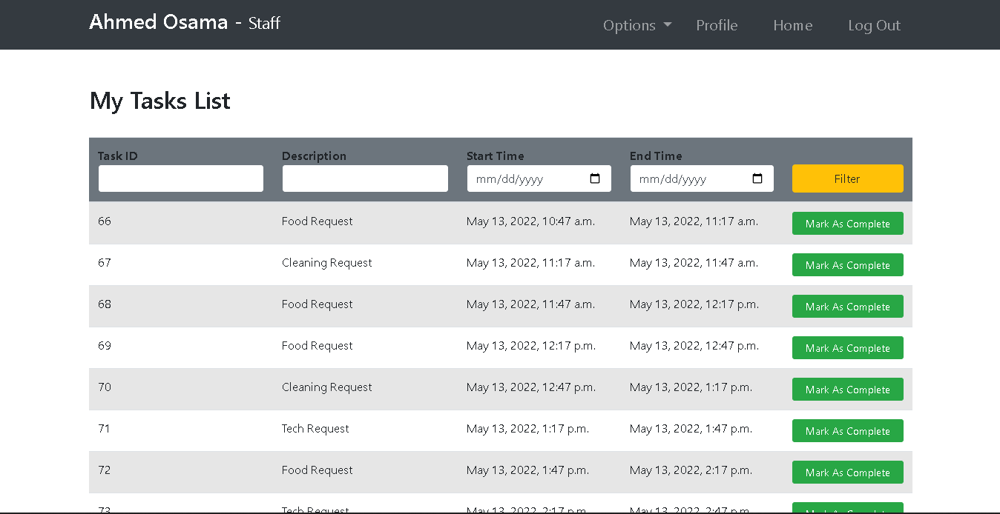 Ahmed Osama - Staff
Options Profile Home Log Out
My Tasks List
Task ID Description Start Time End Time
mm/dd/yyyy mm/dd/yyyy Filter
66 Food Request May 13, 2022, 10:47 a.m. May 13, 2022, 11:17 a.m. Mark As Complete
67 Cleaning Request May 13, 2022, 11:17 a.m. May 13, 2022, 11:47 a.m. Mark As Complete
68 Food Request May 13, 2022, 11:47 a.m. May 13, 2022, 12:17 p.m. Mark As Complete
69 Food Request May 13, 2022, 12:17 p.m. May 13, 2022, 12:47 p.m. Mark As Complete
70 Cleaning Request May 13, 2022, 12:47 p.m. May 13, 2022, 1:17 p.m. Mark As Complete
71 Tech Request May 13, 2022, 1:17 p.m. May 13, 2022, 1:47 p.m. Mark As Complete
72 Food Request May 13, 2022, 1:47 p.m. May 13, 2022, 2:17 p.m. Mark As Complete
73 Tech Request May 13, 2022, 2:17 p.m. May 13, 2022, 2:47 p.m.